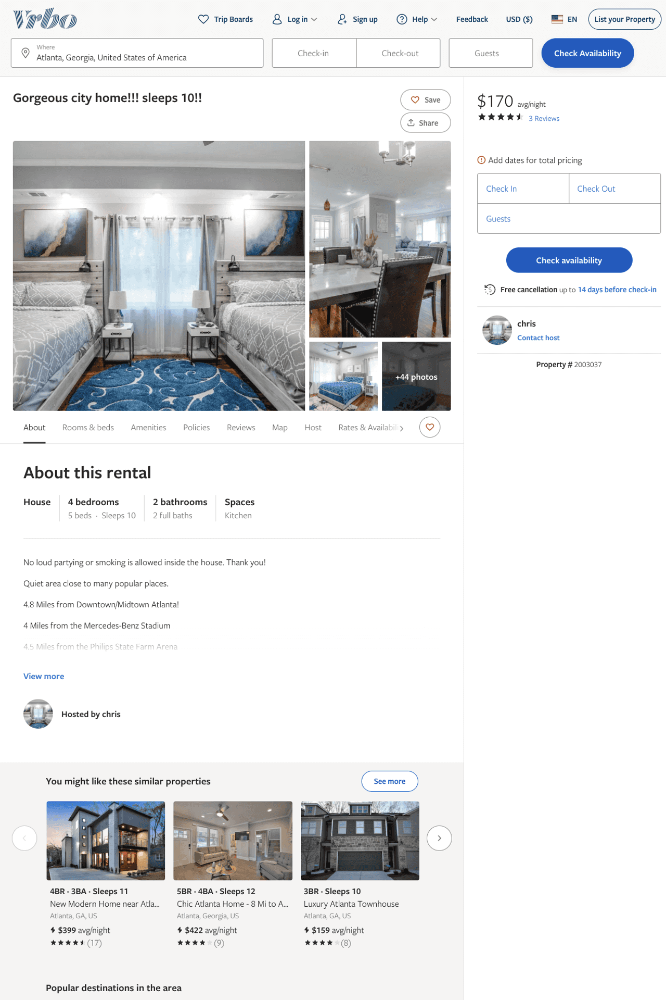 Vrbo
Trip Boards
Log in
Sign up
Help
Feedback
USD ($)
EN
List your Property
Where
Atlanta, Georgia, United States of America
Check-in
Check-out
Guests
Check Availability
Gorgeous city home!!! sleeps 10!!
Save
Share
+44 photos
$170 avg/night
3 Reviews
Add dates for total pricing
Check In
Check Out
Guests
Check availability
Free cancellation up to 14 days before check-in
chris
Contact host
Property # 2003037
About
Rooms & beds
Amenities
Policies
Reviews
Map
Host
Rates & Availabili
About this rental
House
4 bedrooms
5 beds · Sleeps 10
2 bathrooms
2 full baths
Spaces
Kitchen
No loud partying or smoking is allowed inside the house. Thank you!
Quiet area close to many popular places.
4.8 Miles from Downtown/Midtown Atlanta!
4 Miles from the Mercedes-Benz Stadium
4.5 Miles from the Philips State Farm Arena
View more
Hosted by chris
You might like these similar properties
See more
4BR · 3BA · Sleeps 11
New Modern Home near Atla...
Atlanta, GA, US
$399 avg/night
(17)
5BR · 4BA · Sleeps 12
Chic Atlanta Home - 8 Mi to A...
Atlanta, Georgia, US
$422 avg/night
(9)
3BR · Sleeps 10
Luxury Atlanta Townhouse
Atlanta, GA, US
$159 avg/night
(8)
Popular destinations in the area